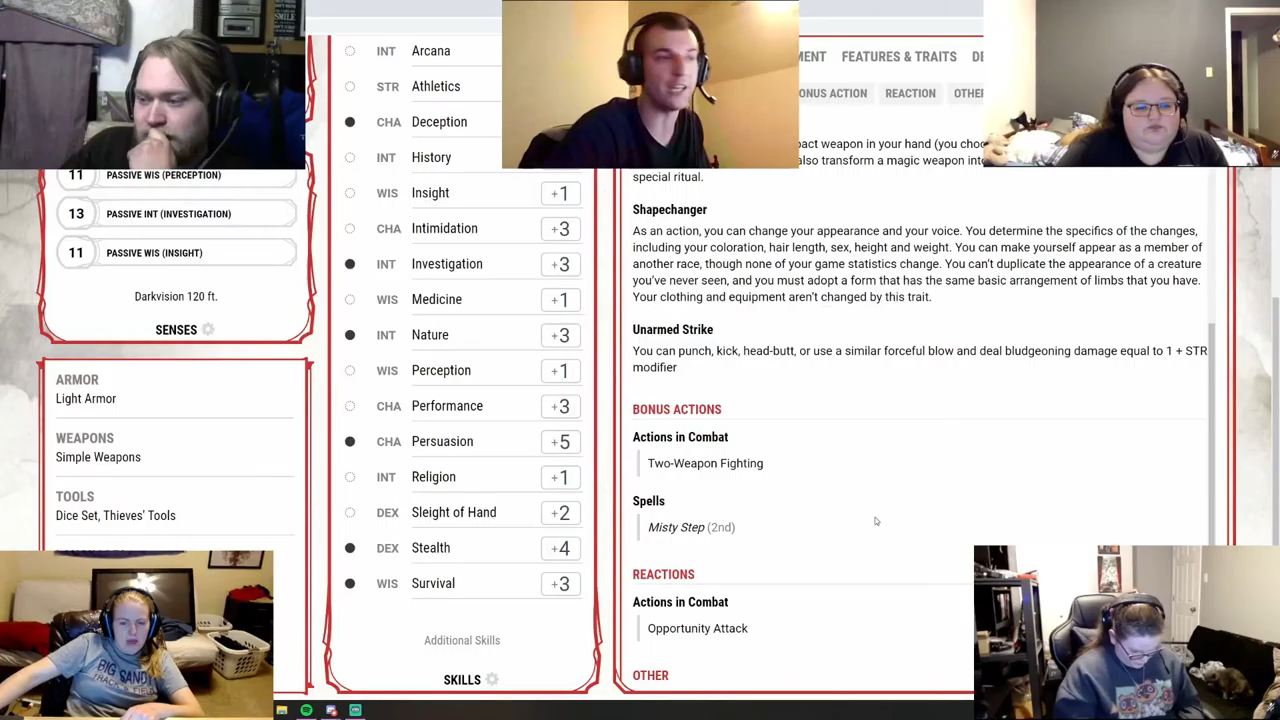 SMILE
11 PASSIVE WIS (PERCEPTION)
13 PASSIVE INT (INVESTIGATION)
11 PASSIVE WIS (INSIGHT)
Darkvision 120 ft.
SENSES
ARMOR
Light Armor
WEAPONS
Simple Weapons
TOOLS
Dice Set, Thieves' Tools
INT Arcana
STR Athletics
CHA Deception
INT History
WIS Insight +1
CHA Intimidation +3
INT Investigation +3
WIS Medicine +1
INT Nature +3
WIS Perception +1
CHA Performance +3
CHA Persuasion +5
INT Religion +1
DEX Sleight of Hand +2
DEX Stealth +4
WIS Survival +3
Additional Skills
SKILLS
MENT FEATURES & TRAITS DE
ONUS ACTION REACTION OTHER
pact weapon in your hand (you choo
also transform a magic weapon into
special ritual.
Shapechanger
As an action, you can change your appearance and your voice. You determine the specifics of the changes,
including your coloration, hair length, sex, height and weight. You can make yourself appear as a member of
another race, though none of your game statistics change. You can't duplicate the appearance of a creature
you've never seen, and you must adopt a form that has the same basic arrangement of limbs that you have.
Your clothing and equipment aren't changed by this trait.
Unarmed Strike
You can punch, kick, head-butt, or use a similar forceful blow and deal bludgeoning damage equal to 1 + STR
modifier
BONUS ACTIONS
Actions in Combat
Two-Weapon Fighting
Spells
Misty Step (2nd)
REACTIONS
Actions in Combat
Opportunity Attack
OTHER
BIG SANDY
TRACK & FIELD